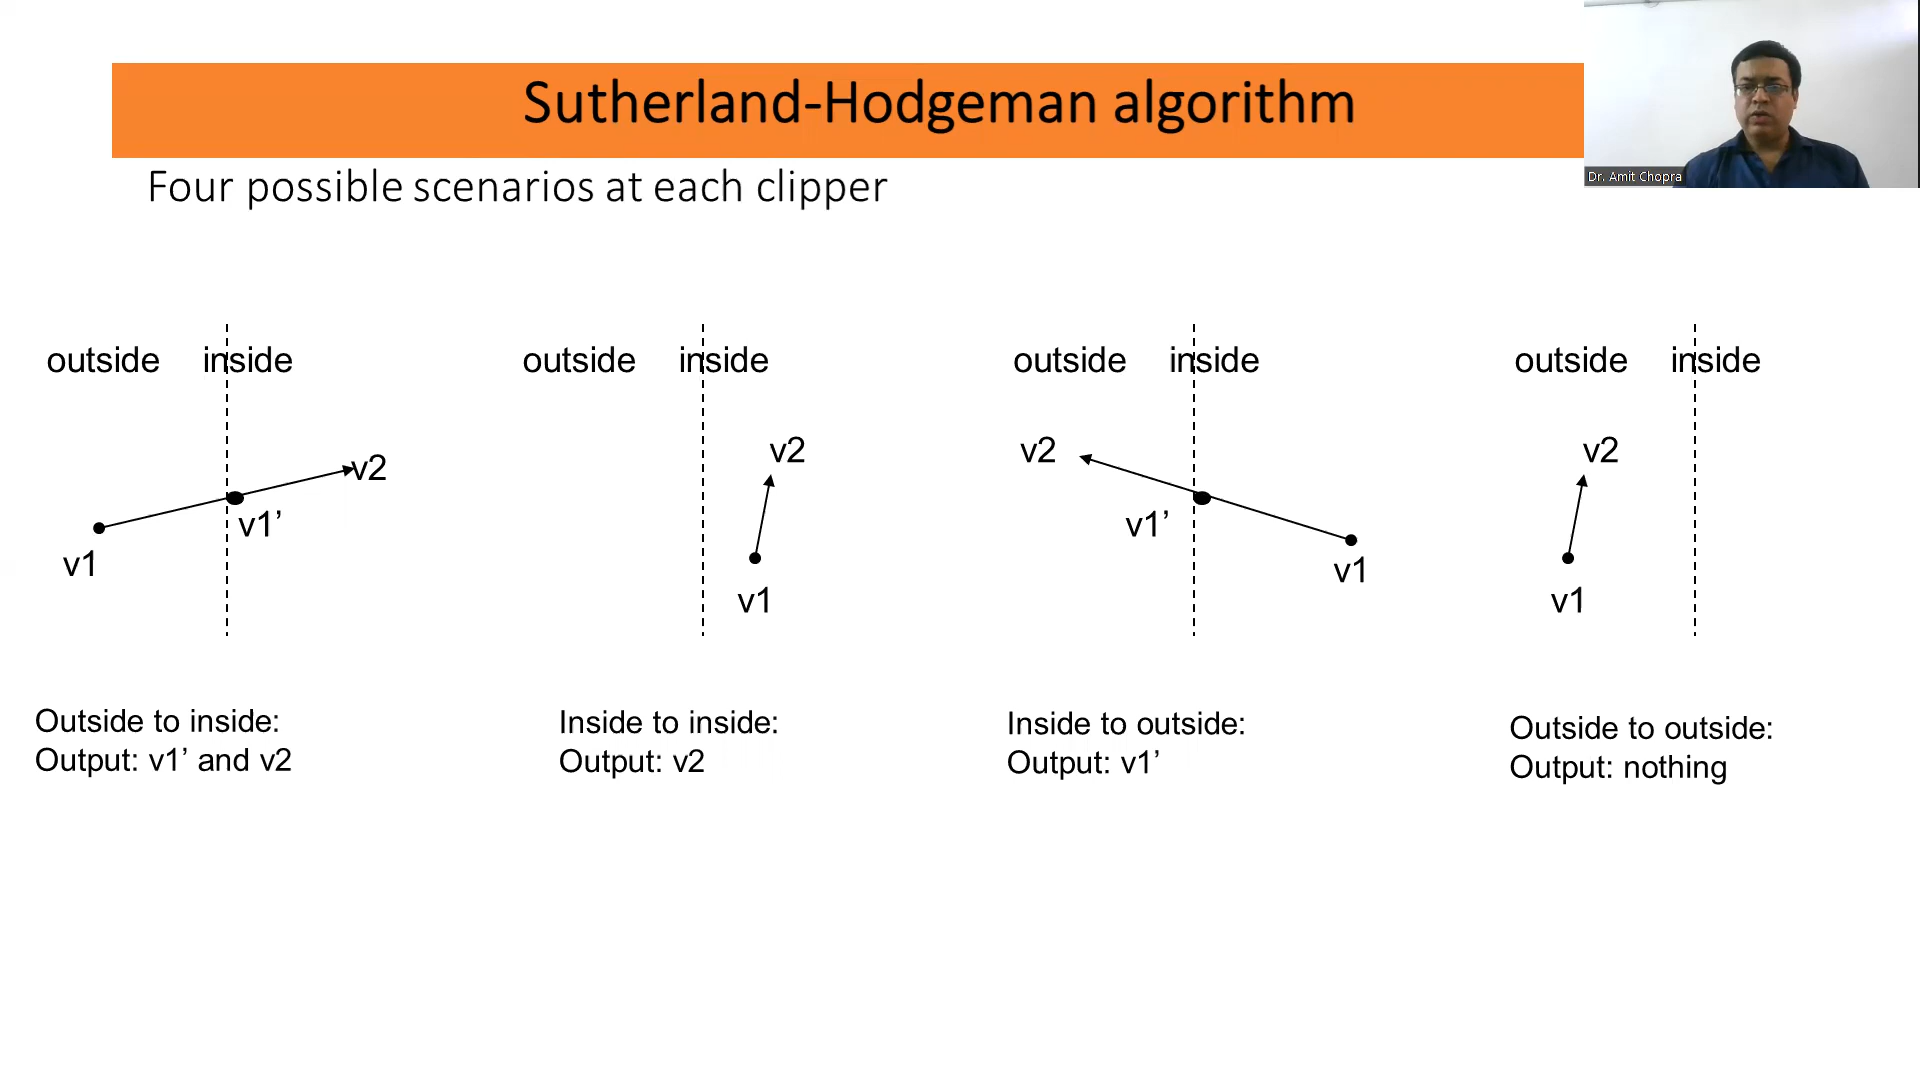 Sutherland-Hodgeman algorithm
Dr. Amit Chopra
Four possible scenarios at each clipper
outside inside
v2
v1’
v1
outside inside
v2
v1
outside inside
v2
v1’
v1
outside inside
v2
v1
Outside to inside:
Output: v1’ and v2
Inside to inside:
Output: v2
Inside to outside:
Output: v1’
Outside to outside:
Output: nothing